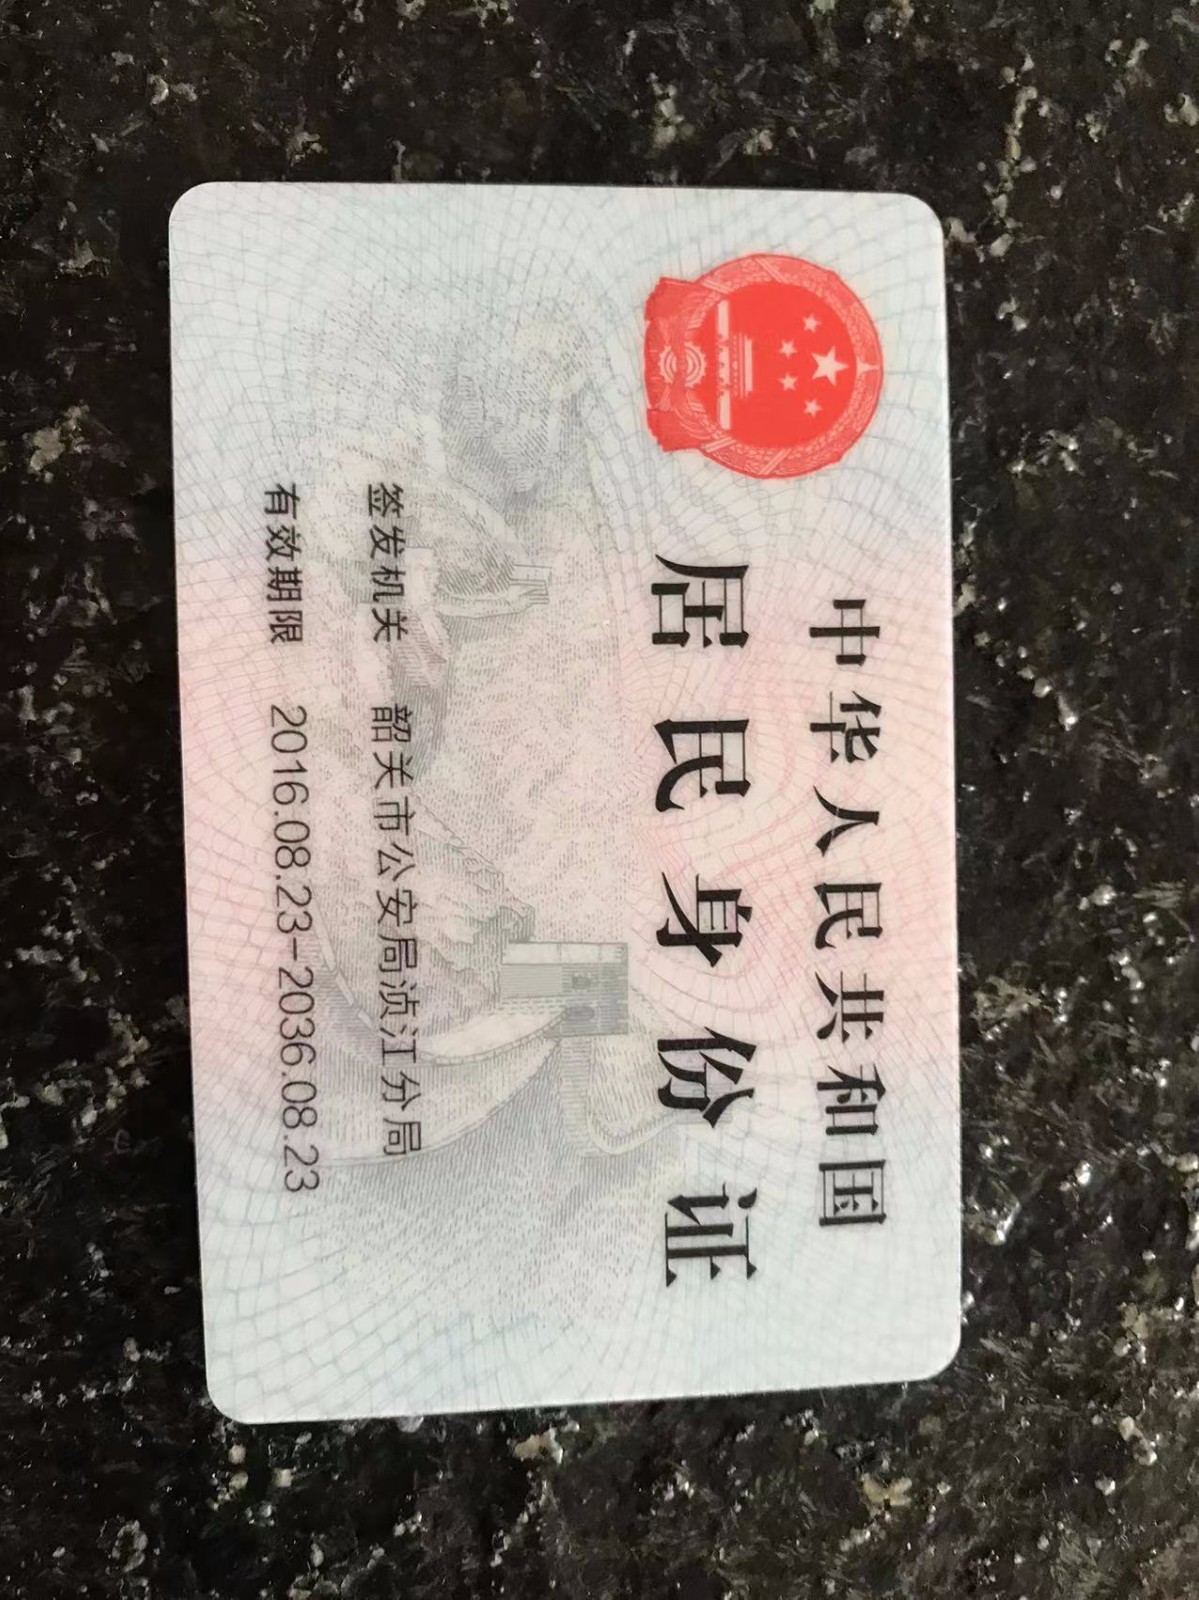 中华人民共和国
居民身份证
签发机关 韶关市公安局浈江分局
有效期限 2016.08.23-2036.08.23